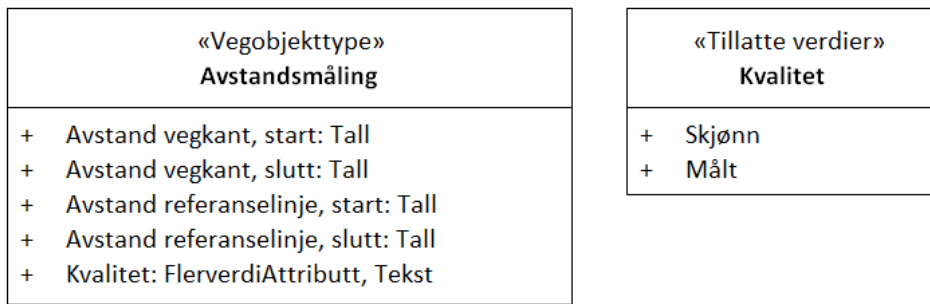 «Vegobjekttype»
Avstandsmåling
+ Avstand vegkant, start: Tall
+ Avstand vegkant, slutt: Tall
+ Avstand referanselinje, start: Tall
+ Avstand referanselinje, slutt: Tall
+ Kvalitet: FlerverdiAttributt, Tekst
«Tillatte verdier»
Kvalitet
+ Skjønn
+ Målt